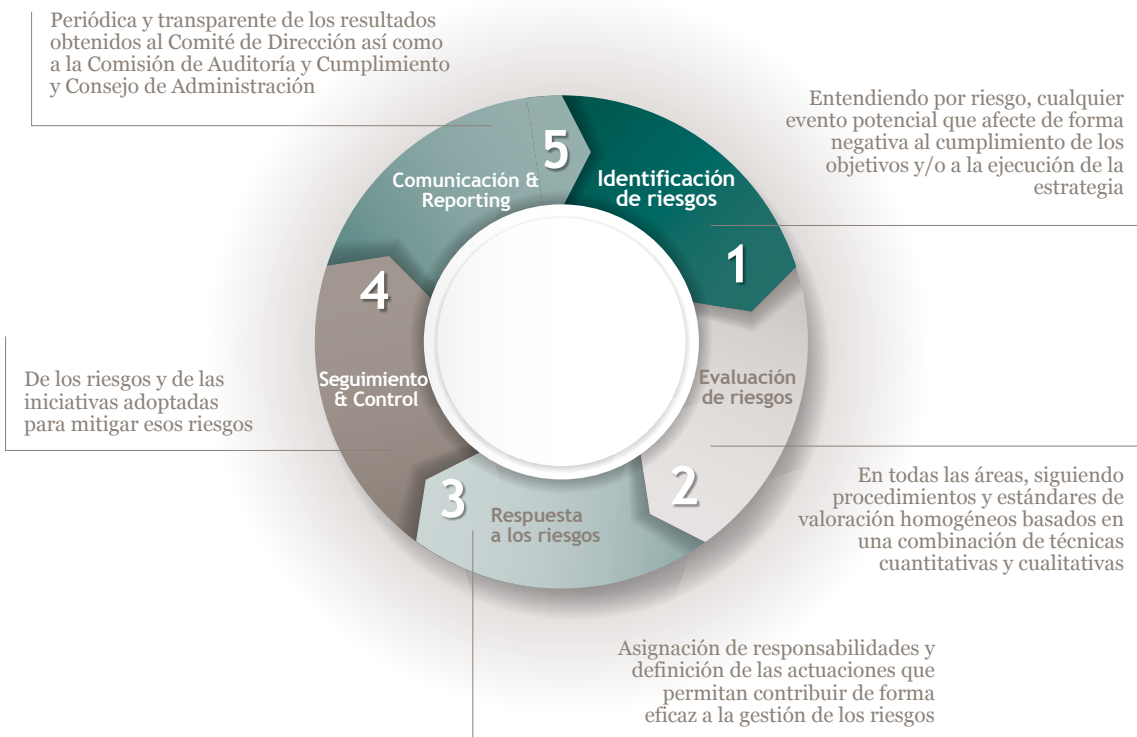 Periódica y transparente de los resultados
obtenidos al Comité de Dirección así como
a la Comisión de Auditoría y Cumplimiento
y Consejo de Administración
Entendiendo por riesgo, cualquier
evento potencial que afecte de forma
negativa al cumplimiento de los
objetivos y/o a la ejecución de la
estrategia
5
Comunicación &
Reporting
Identificación
de riesgos
1
4
Seguimiento
& Control
Evaluación
de riesgos
De los riesgos y de las
iniciativas adoptadas
para mitigar esos riesgos
2
3
Respuesta
a los riesgos
En todas las áreas, siguiendo
procedimientos y estándares de
valoración homogéneos basados en
una combinación de técnicas
cuantitativas y cualitativas
Asignación de responsabilidades y
definición de las actuaciones que
permitan contribuir de forma
eficaz a la gestión de los riesgos